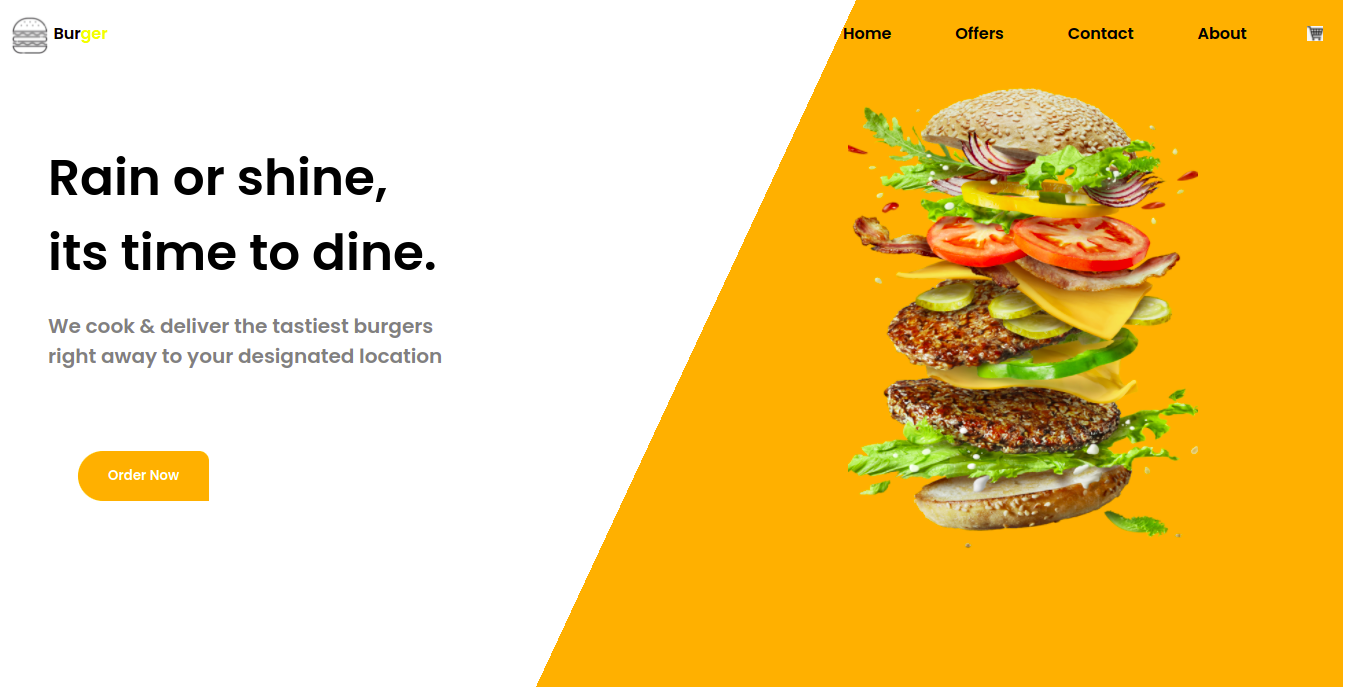 Burger
Home Offers Contact About
Rain or shine,
its time to dine.
We cook & deliver the tastiest burgers
right away to your designated location
Order Now